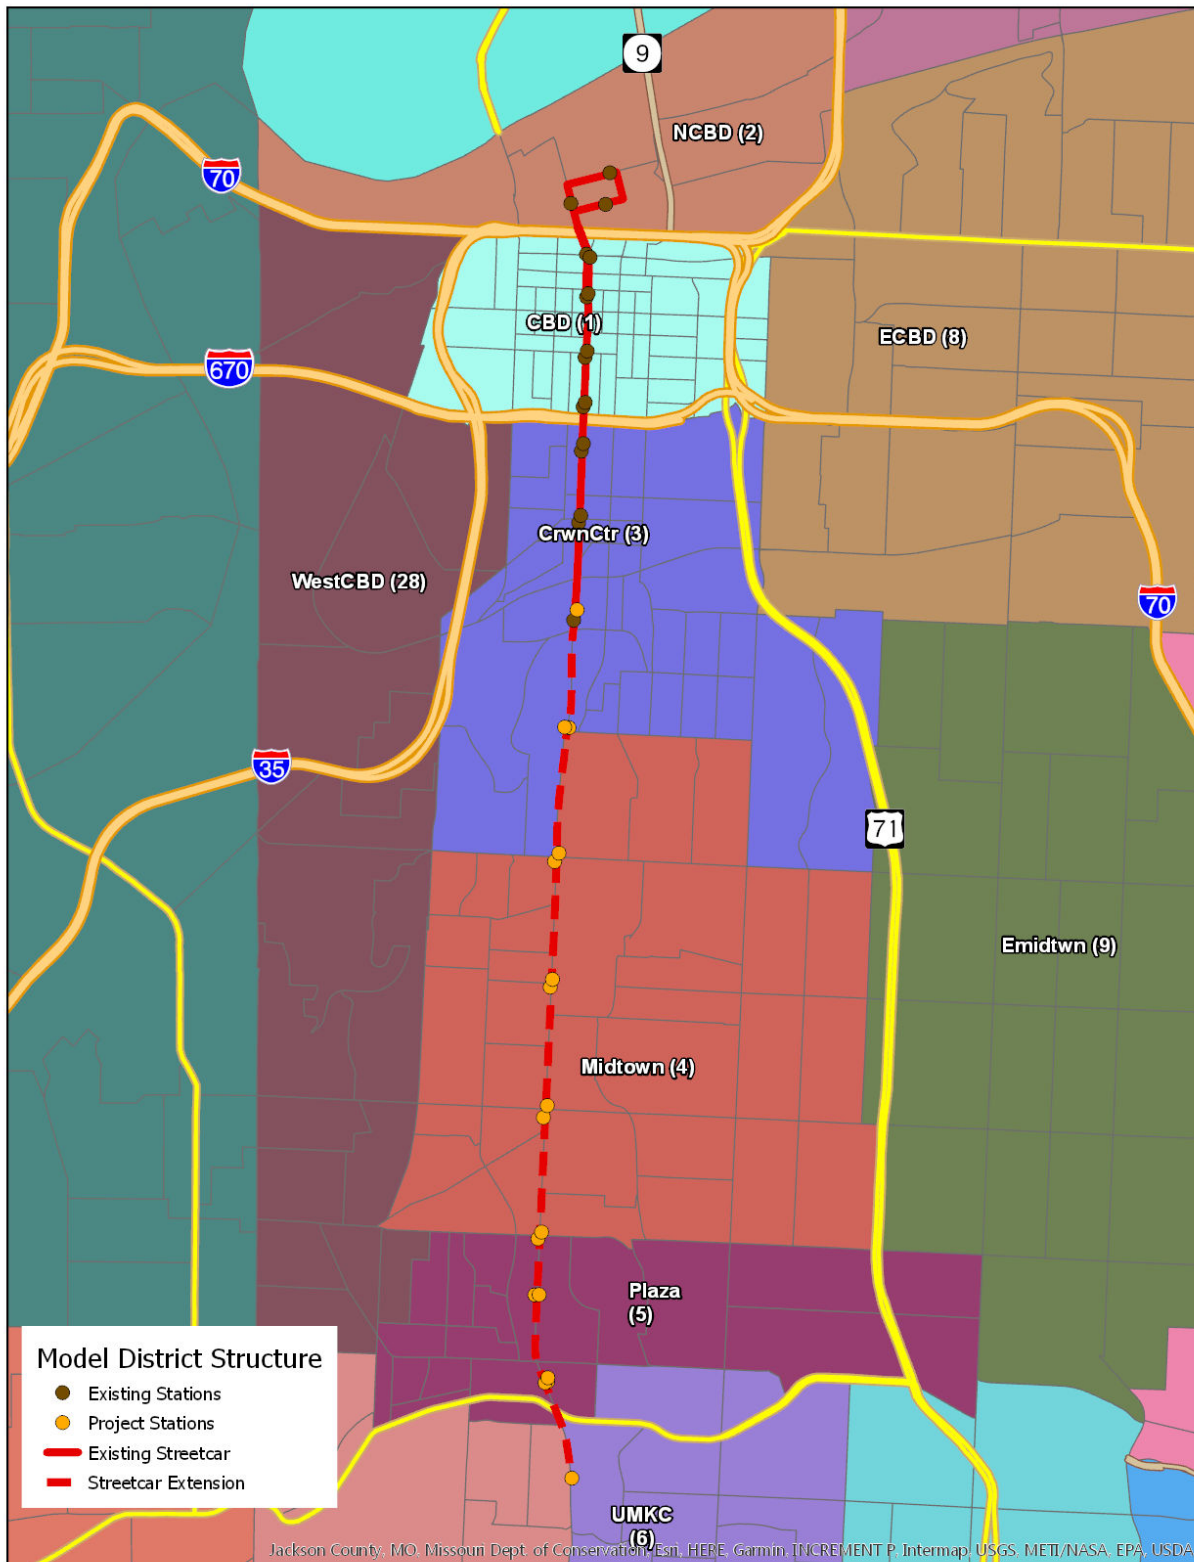 9
NCBD (2)
70
CBD (1)
ECBD (8)
670
CrwnCtr (3)
WestCBD (28)
70
35
71
Emidtwn (9)
Midtown (4)
Plaza
(5)
Model District Structure
Existing Stations
Project Stations
Existing Streetcar
Streetcar Extension
UMKC
(6)
Jackson County, MO, Missouri Dept. of Conservation, Esri, HERE, Garmin, INCREMENT P, Intermap, USGS, METI/NASA, EPA, USDA